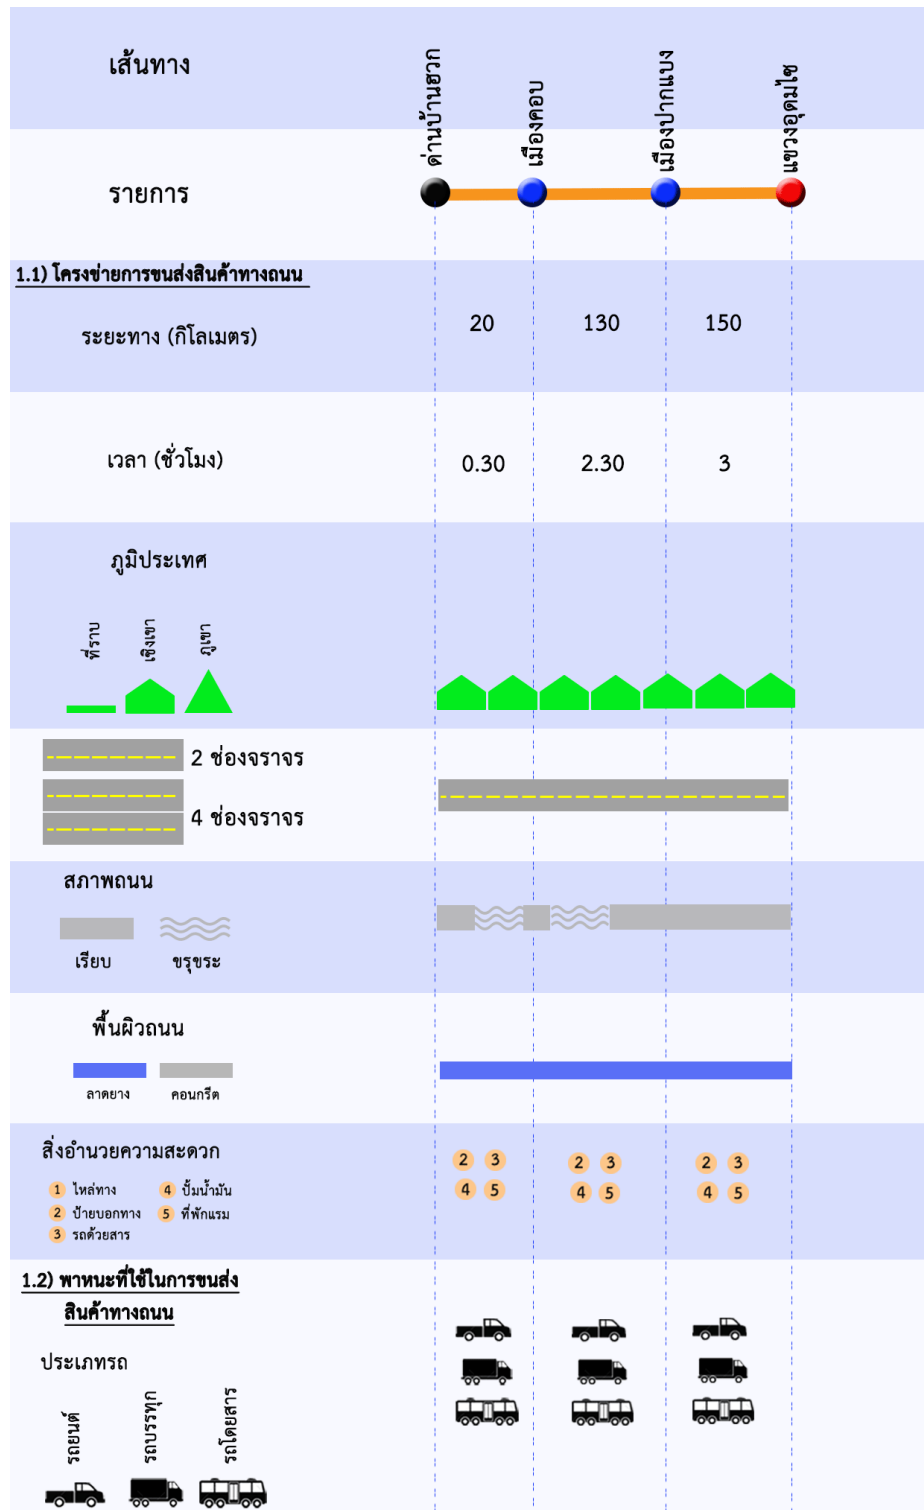 เส้นทาง
ด่านบ้านฮวก
เมืองคอบ
เมืองปากแบง
แขวงอุดมไซ
รายการ
1.1) โครงข่ายการขนส่งสินค้าทางถนน
ระยะทาง (กิโลเมตร)
20 130 150
เวลา (ชั่วโมง)
0.30 2.30 3
ภูมิประเทศ
ที่ราบ
เชิงเขา
ภูเขา
2 ช่องจราจร
4 ช่องจราจร
สภาพถนน
เรียบ ขรุขระ
พื้นผิวถนน
ลาดยาง คอนกรีต
สิ่งอำนวยความสะดวก
1 ไหล่ทาง 4 ปั้มน้ำมัน
2 ป้ายบอกทาง 5 ที่พักแรม
3 รถด้วยสาร
2 3 2 3 2 3
4 5 4 5 4 5
1.2) พาหนะที่ใช้ในการขนส่ง
สินค้าทางถนน
ประเภทรถ
รถยนต์
รถบรรทุก
รถโดยสาร